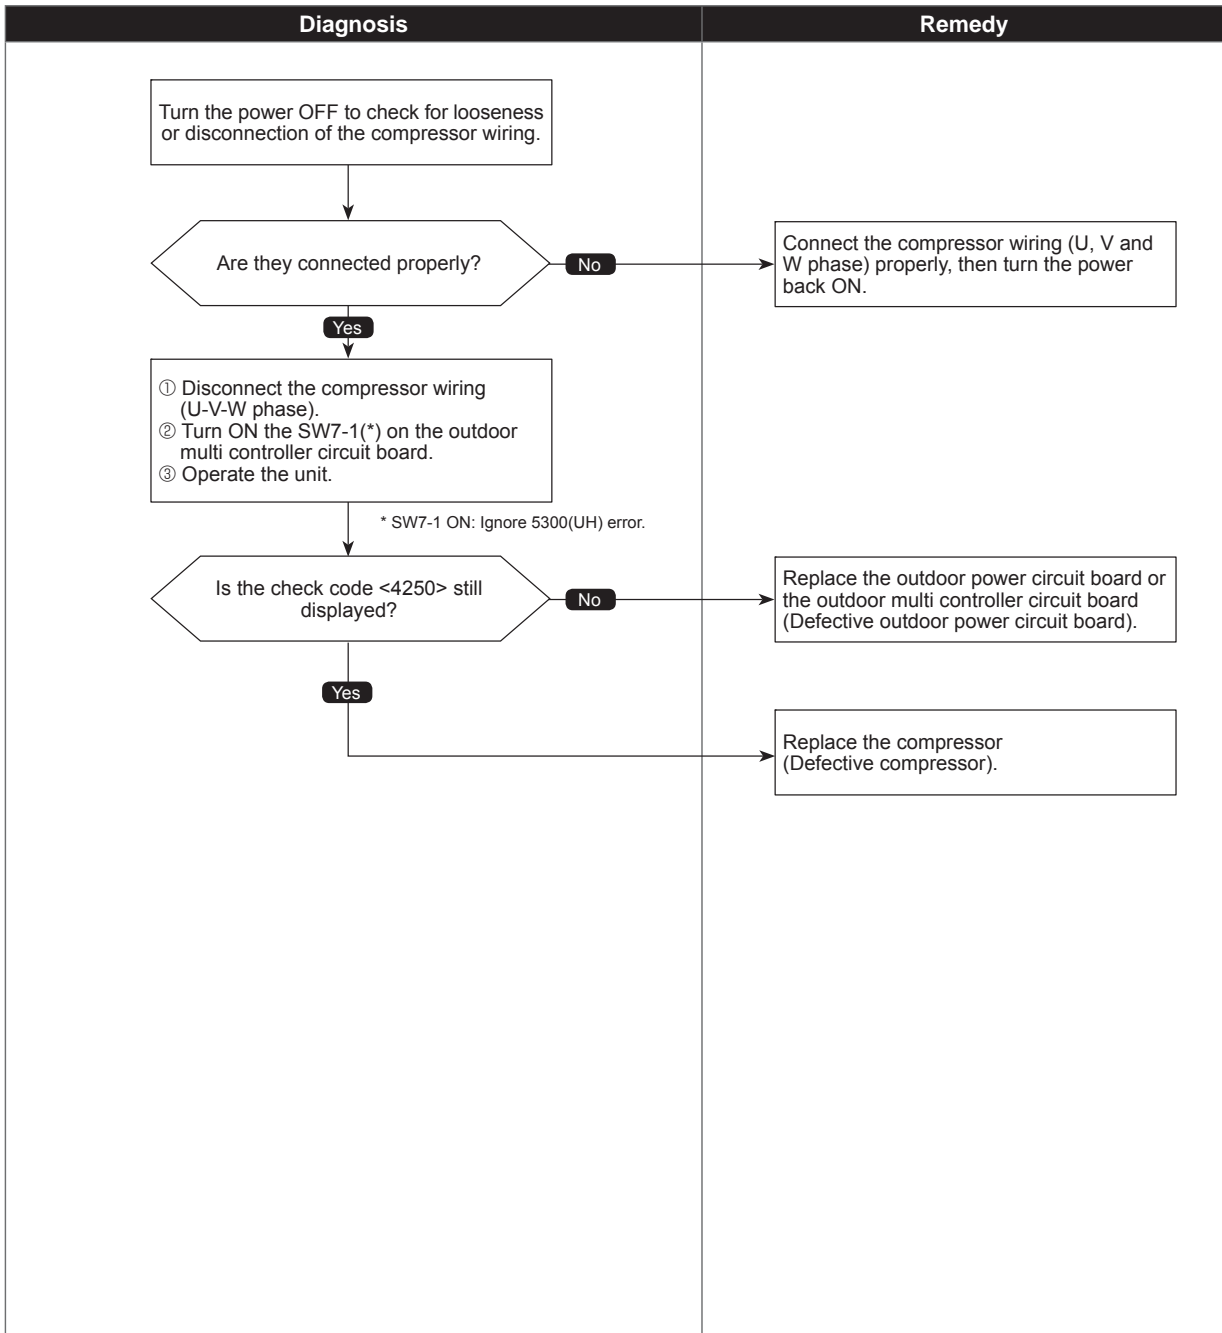 Diagnosis
Remedy
Turn the power OFF to check for looseness
or disconnection of the compressor wiring.
Are they connected properly?
No
Connect the compressor wiring (U, V and
W phase) properly, then turn the power
back ON.
Yes
① Disconnect the compressor wiring
(U-V-W phase).
② Turn ON the SW7-1(*) on the outdoor
multi controller circuit board.
③ Operate the unit.
* SW7-1 ON: Ignore 5300(UH) error.
Is the check code <4250> still
displayed?
No
Replace the outdoor power circuit board or
the outdoor multi controller circuit board
(Defective outdoor power circuit board).
Yes
Replace the compressor
(Defective compressor).